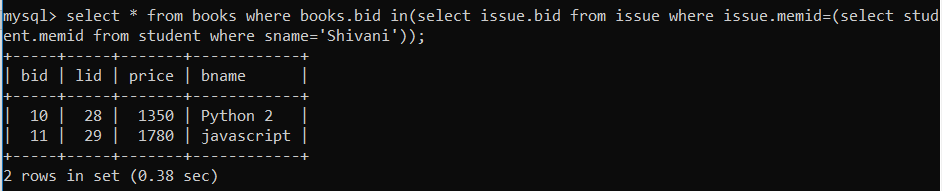 mysql> select * from books where books.bid in(select issue.bid from issue where issue.memid=(select stud
ent.memid from student where sname='Shivani'));
+-----+-----+-------+------------+
| bid | lid | price | bname      |
+-----+-----+-------+------------+
|  10 |  28 |  1350 | Python 2   |
|  11 |  29 |  1780 | javascript |
+-----+-----+-------+------------+
2 rows in set (0.38 sec)